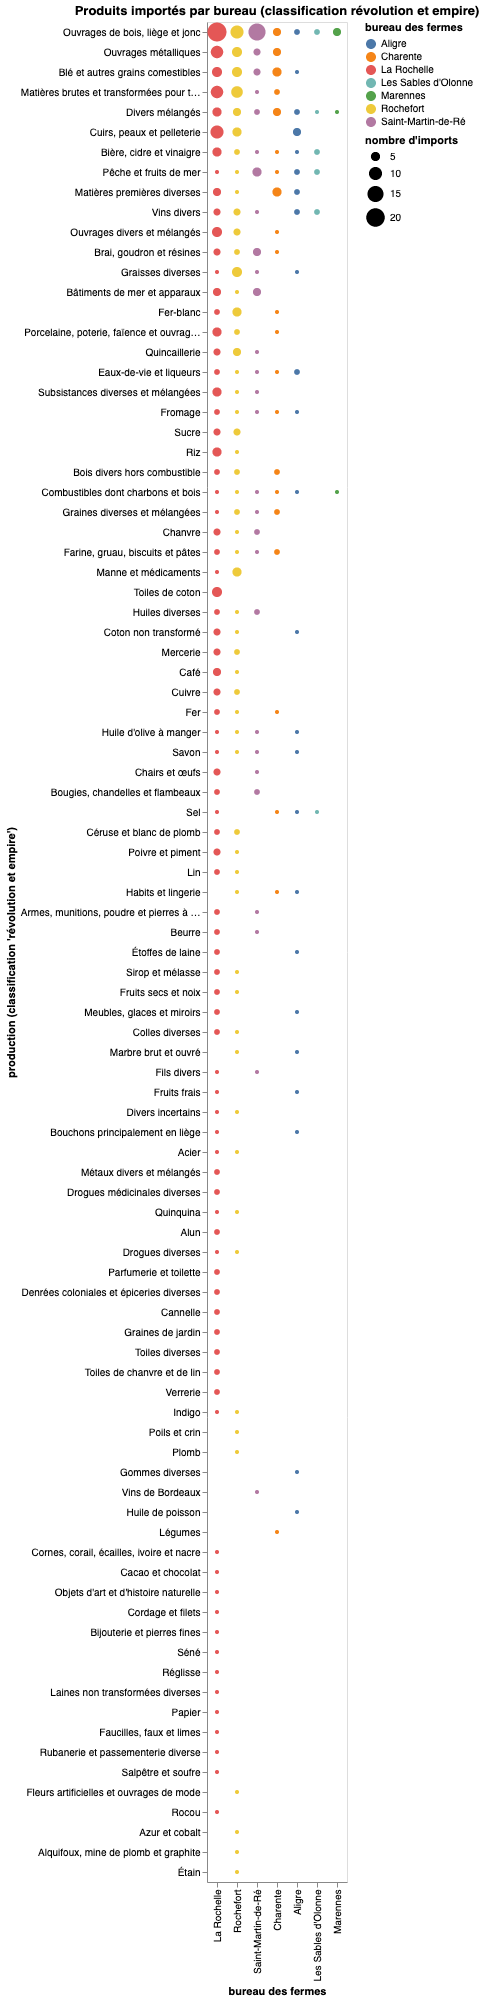 Produits importés par bureau (classification révolution et empire)
production (classification 'révolution et empire')
Ouvrages de bois, liège et jonc
Ouvrages métalliques
Blé et autres grains comestibles
Matières brutes et transformées pour t…
Divers mélangés
Cuirs, peaux et pelleterie
Bière, cidre et vinaigre
Pêche et fruits de mer
Matières premières diverses
Vins divers
Ouvrages divers et mélangés
Brai, goudron et résines
Graisses diverses
Bâtiments de mer et apparaux
Fer-blanc
Porcelaine, poterie, faïence et ouvrag…
Quincaillerie
Eaux-de-vie et liqueurs
Subsistances diverses et mélangées
Fromage
Sucre
Riz
Bois divers hors combustible
Combustibles dont charbons et bois
Graines diverses et mélangées
Chanvre
Farine, gruau, biscuits et pâtes
Manne et médicaments
Toiles de coton
Huiles diverses
Coton non transformé
Mercerie
Café
Cuivre
Fer
Huile d'olive à manger
Savon
Chairs et œufs
Bougies, chandelles et flambeaux
Sel
Céruse et blanc de plomb
Poivre et piment
Lin
Habits et lingerie
Armes, munitions, poudre et pierres à …
Beurre
Étoffes de laine
Sirop et mélasse
Fruits secs et noix
Meubles, glaces et miroirs
Colles diverses
Marbre brut et ouvré
Fils divers
Fruits frais
Divers incertains
Bouchons principalement en liège
Acier
Métaux divers et mélangés
Drogues médicinales diverses
Quinquina
Alun
Drogues diverses
Parfumerie et toilette
Denrées coloniales et épiceries diverses
Cannelle
Graines de jardin
Toiles diverses
Toiles de chanvre et de lin
Verrerie
Indigo
Poils et crin
Plomb
Gommes diverses
Vins de Bordeaux
Huile de poisson
Légumes
Cornes, corail, écailles, ivoire et nacre
Cacao et chocolat
Objets d'art et d'histoire naturelle
Cordage et filets
Bijouterie et pierres fines
Séné
Réglisse
Laines non transformées diverses
Papier
Faucilles, faux et limes
Rubanerie et passementerie diverse
Salpêtre et soufre
Fleurs artificielles et ouvrages de mode
Rocou
Azur et cobalt
Alquifoux, mine de plomb et graphite
Étain
La Rochelle
Rochefort
Saint-Martin-de-Ré
Charente
Aligre
Les Sables d'Olonne
Marennes
bureau des fermes
bureau des fermes
Aligre
Charente
La Rochelle
Les Sables d'Olonne
Marennes
Rochefort
Saint-Martin-de-Ré
nombre d'imports
5
10
15
20